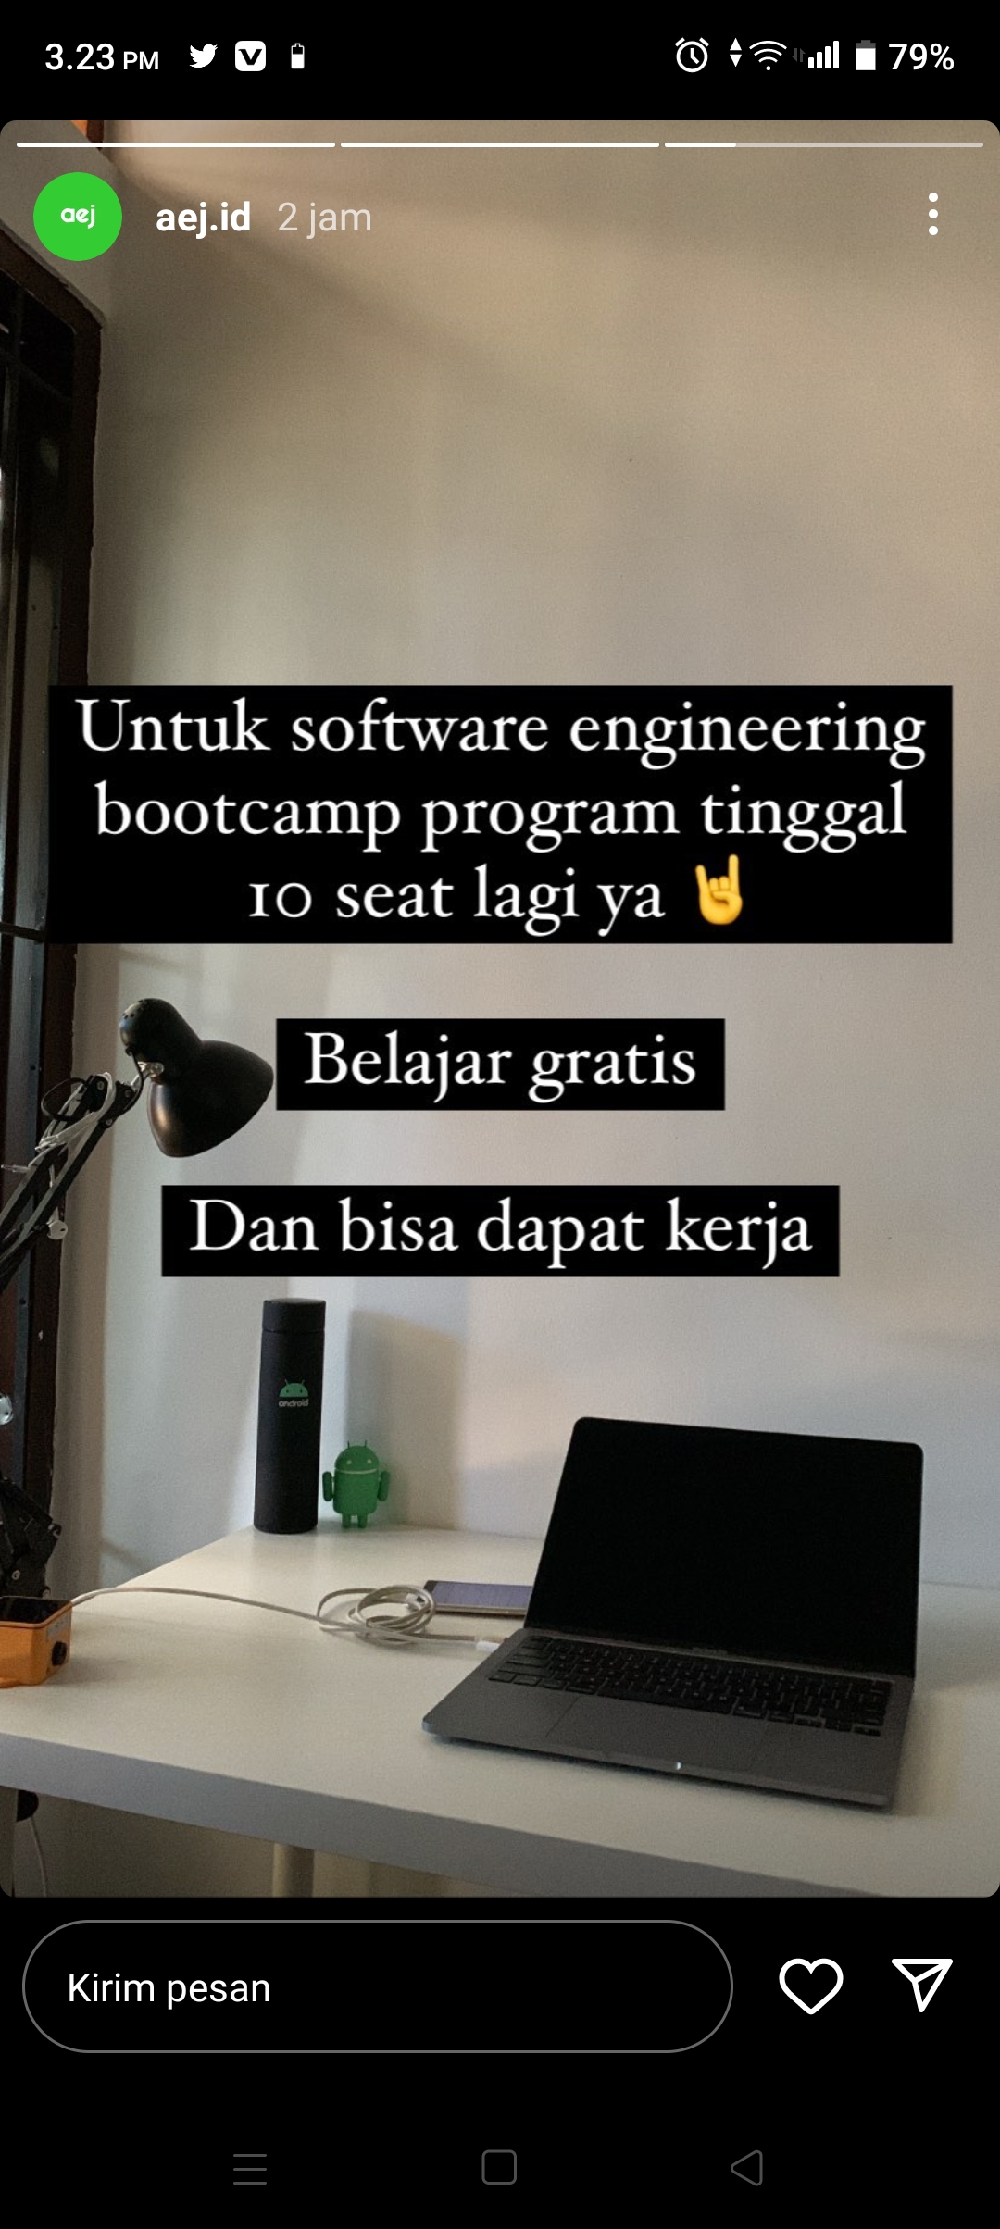 3.23 PM
79%
aej
aej.id 2 jam
Untuk software engineering
bootcamp program tinggal
10 seat lagi ya 🤘
Belajar gratis
Dan bisa dapat kerja
android
Kirim pesan